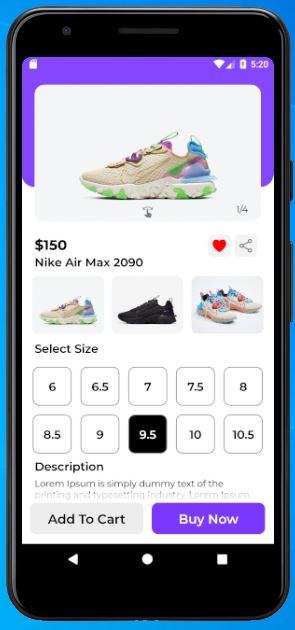 5:20
1/4
$150
Nike Air Max 2090
Select Size
6 6.5 7 7.5 8
8.5 9 9.5 10 10.5
Description
Lorem Ipsum is simply dummy text of the
printing and typesetting industry. Lorem Ipsum
Add To Cart Buy Now